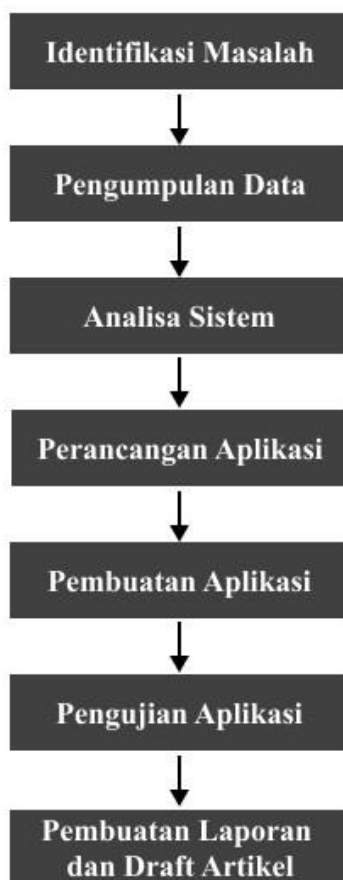 Identifikasi Masalah
Pengumpulan Data
Analisa Sistem
Perancangan Aplikasi
Pembuatan Aplikasi
Pengujian Aplikasi
Pembuatan Laporan
dan Draft Artikel